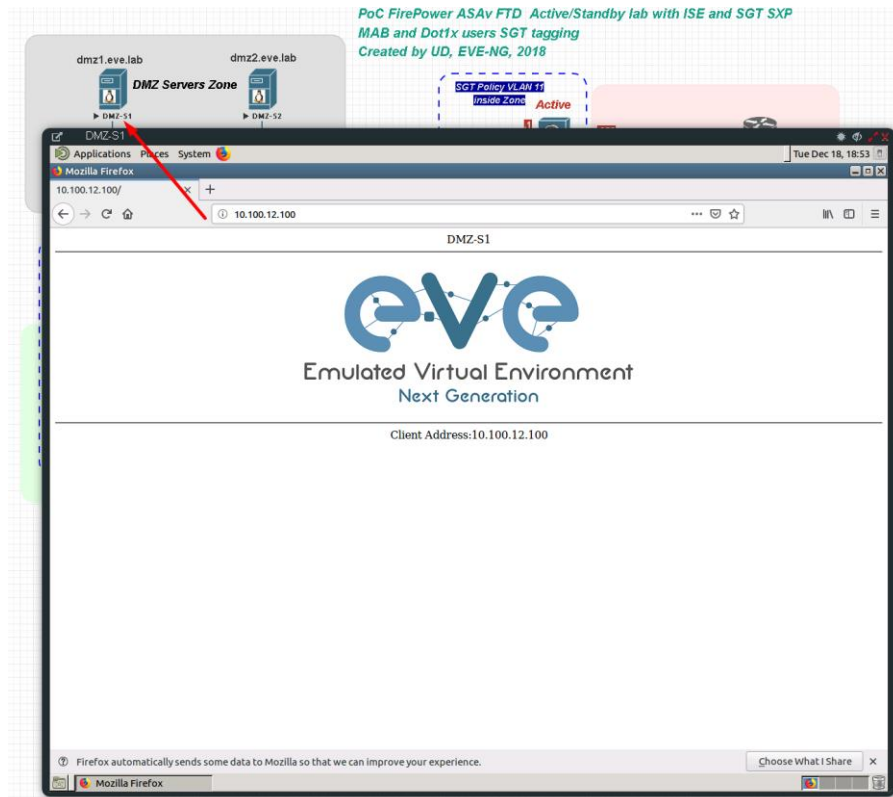 PoC FirePower ASAv FTD Active/Standby lab with ISE and SGT SXP
MAB and Dot1x users SGT tagging
Created by UD, EVE-NG, 2018
dmz1.eve.lab
dmz2.eve.lab
DMZ Servers Zone
DMZ-S1
DMZ-S2
SGT Policy VLAN 11
Inside Zone
Active
DMZ-S1
Applications Places System
Tue Dec 18, 18:53
Mozilla Firefox
10.100.12.100/
10.100.12.100
DMZ-S1
eve
Emulated Virtual Environment
Next Generation
Client Address:10.100.12.100
Firefox automatically sends some data to Mozilla so that we can improve your experience.
Choose What I Share
Mozilla Firefox